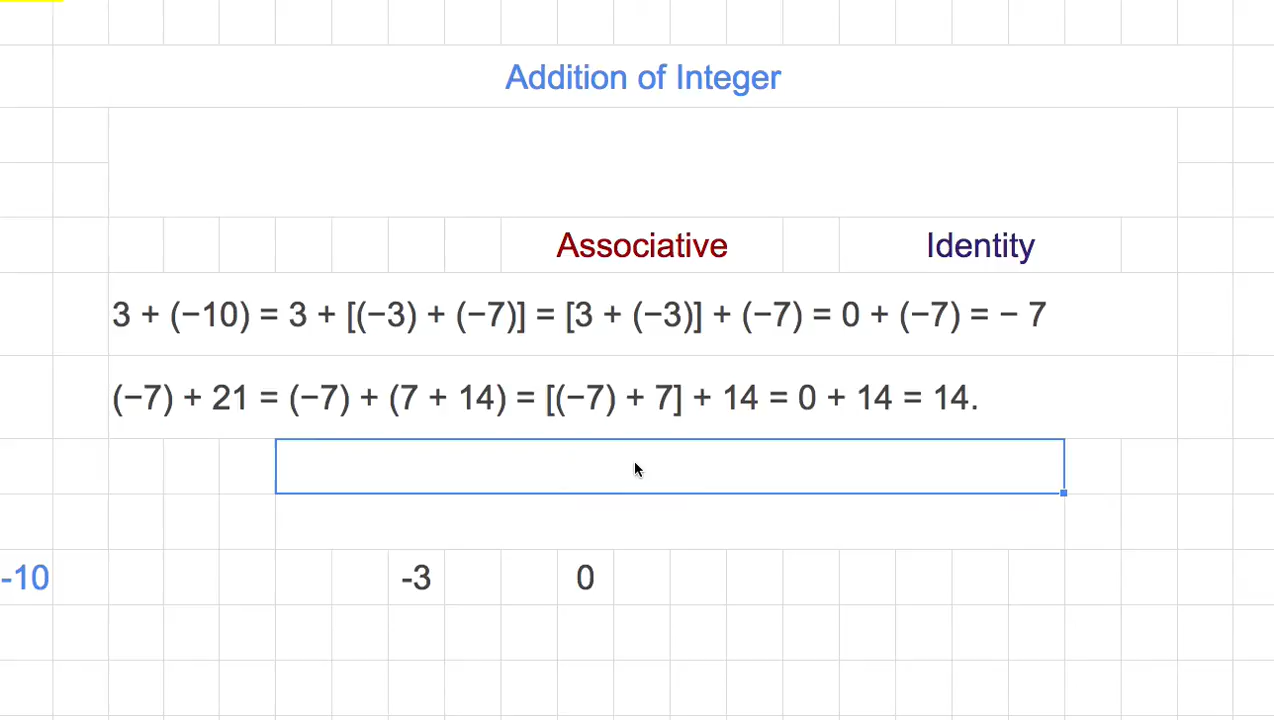 Addition of Integer
Associative Identity
3 + (−10) = 3 + [(−3) + (−7)] = [3 + (−3)] + (−7) = 0 + (−7) = − 7
(−7) + 21 = (−7) + (7 + 14) = [(−7) + 7] + 14 = 0 + 14 = 14.
-10 -3 0